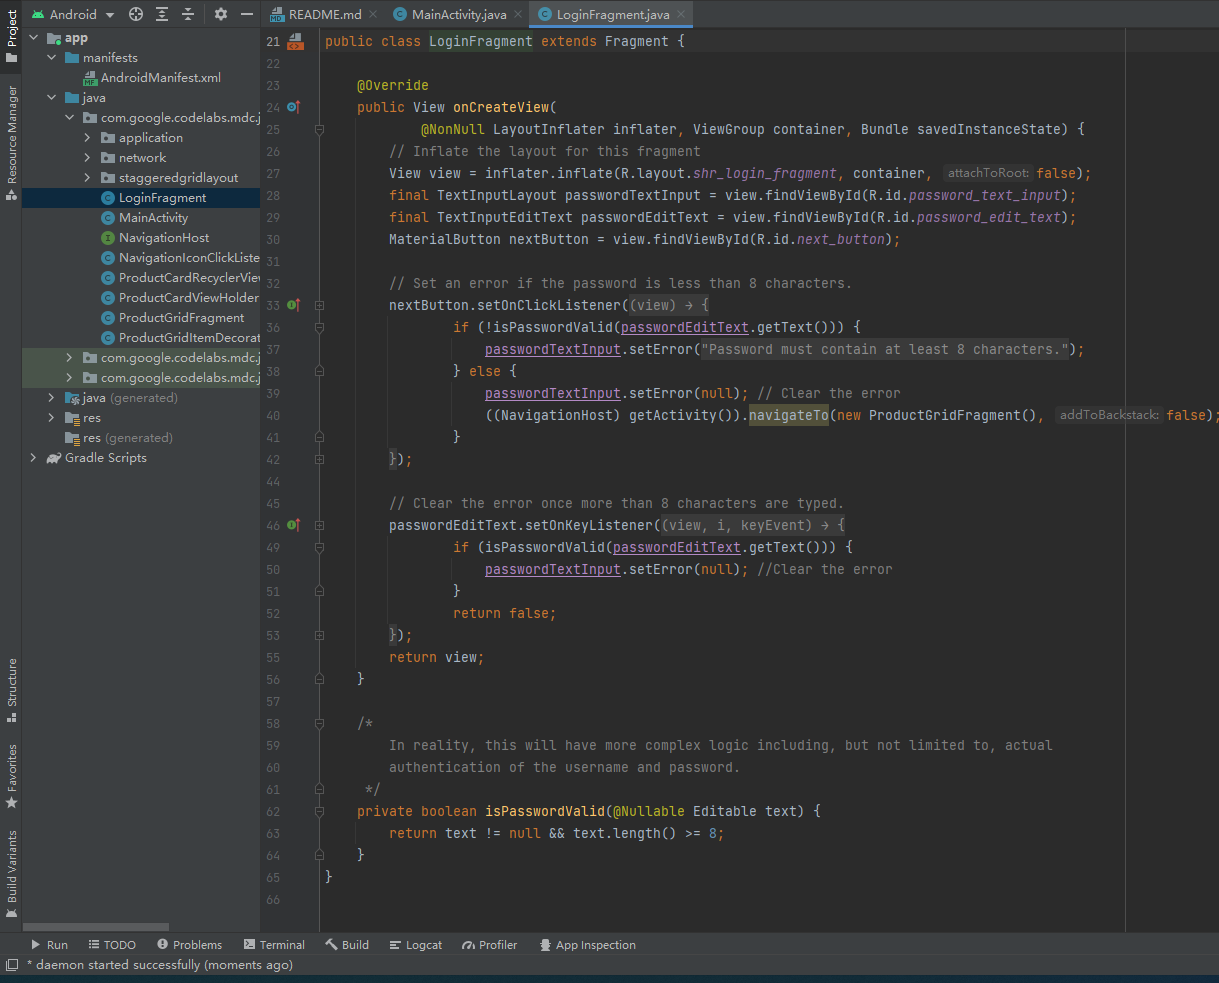 Project
Resource Manager
Structure
Favorites
Build Variants
Android
README.md
MainActivity.java
LoginFragment.java
app
manifests
AndroidManifest.xml
java
com.google.codelabs.mdc.j
application
network
staggeredgridlayout
LoginFragment
MainActivity
NavigationHost
NavigationIconClickListe
ProductCardRecyclerVie
ProductCardViewHolder
ProductGridFragment
ProductGridItemDecorat
com.google.codelabs.mdc.j
com.google.codelabs.mdc.j
java (generated)
res
res (generated)
Gradle Scripts
21 public class LoginFragment extends Fragment {
22
23 @Override
24 public View onCreateView(
25 @NonNull LayoutInflater inflater, ViewGroup container, Bundle savedInstanceState) {
26 // Inflate the layout for this fragment
27 View view = inflater.inflate(R.layout.shr_login_fragment, container, attachToRoot: false);
28 final TextInputLayout passwordTextInput = view.findViewById(R.id.password_text_input);
29 final TextInputEditText passwordEditText = view.findViewById(R.id.password_edit_text);
30 MaterialButton nextButton = view.findViewById(R.id.next_button);
31
32 // Set an error if the password is less than 8 characters.
33 nextButton.setOnClickListener((view) → {
36 if (!isPasswordValid(passwordEditText.getText())) {
37 passwordTextInput.setError("Password must contain at least 8 characters.");
38 } else {
39 passwordTextInput.setError(null); // Clear the error
40 ((NavigationHost) getActivity()).navigateTo(new ProductGridFragment(), addToBackstack: false);
41 }
42 });
44
45 // Clear the error once more than 8 characters are typed.
46 passwordEditText.setOnKeyListener((view, i, keyEvent) → {
49 if (isPasswordValid(passwordEditText.getText())) {
50 passwordTextInput.setError(null); //Clear the error
51 }
52 return false;
53 });
55 return view;
56 }
57
58 /*
59 In reality, this will have more complex logic including, but not limited to, actual
60 authentication of the username and password.
61 */
62 private boolean isPasswordValid(@Nullable Editable text) {
63 return text != null && text.length() >= 8;
64 }
65 }
66
Run TODO Problems Terminal Build Logcat Profiler App Inspection
* daemon started successfully (moments ago)